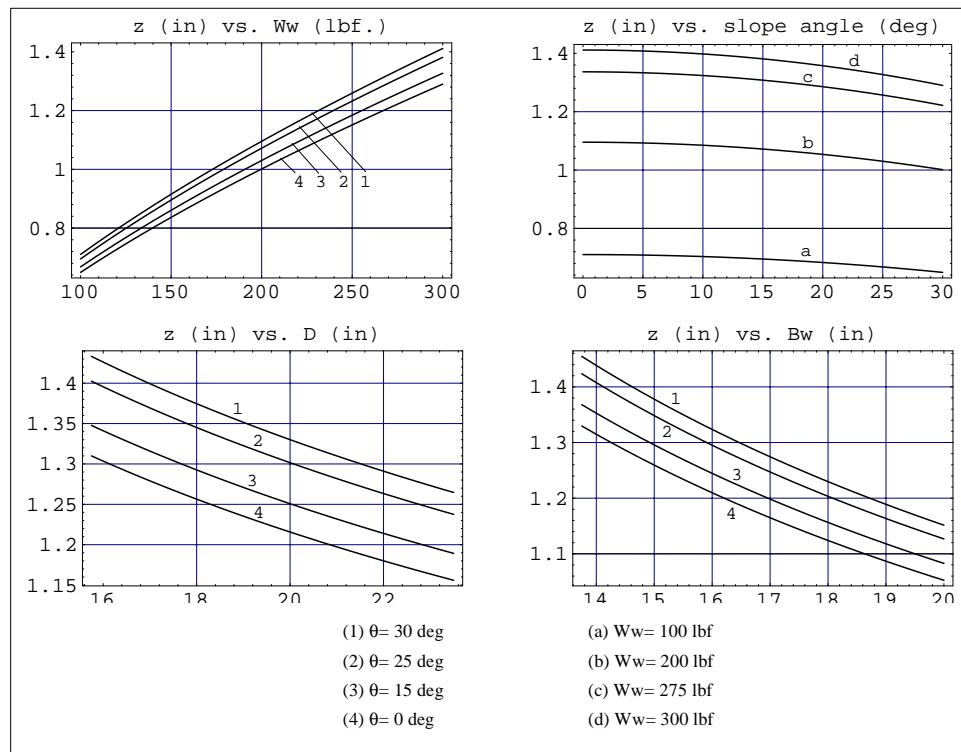 z (in) vs. Ww (lbf.)
1.4
1.2
1
0.8
1
2
3
4
100 150 200 250 300
z (in) vs. slope angle (deg)
1.4
1.2
1
0.8
d
c
b
a
0 5 10 15 20 25 30
z (in) vs. D (in)
1.4
1.35
1.3
1.25
1.2
1.15
1
2
3
4
16 18 20 22
z (in) vs. Bw (in)
1.4
1.3
1.2
1.1
1
2
3
4
14 15 16 17 18 19 20
(1) θ= 30 deg
(2) θ= 25 deg
(3) θ= 15 deg
(4) θ= 0 deg
(a) Ww= 100 lbf
(b) Ww= 200 lbf
(c) Ww= 275 lbf
(d) Ww= 300 lbf